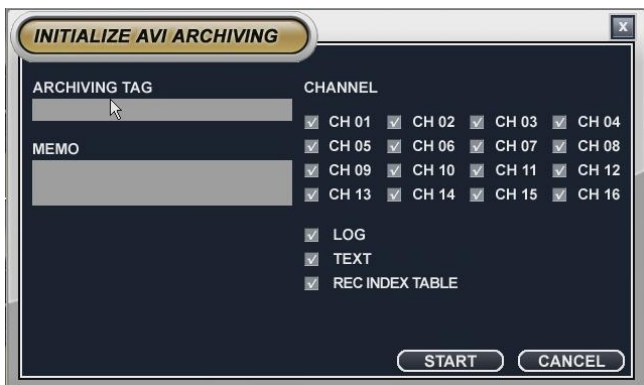 INITIALIZE AVI ARCHIVING
X
ARCHIVING TAG
MEMO
CHANNEL
CH 01 CH 02 CH 03 CH 04
CH 05 CH 06 CH 07 CH 08
CH 09 CH 10 CH 11 CH 12
CH 13 CH 14 CH 15 CH 16
LOG
TEXT
REC INDEX TABLE
START CANCEL